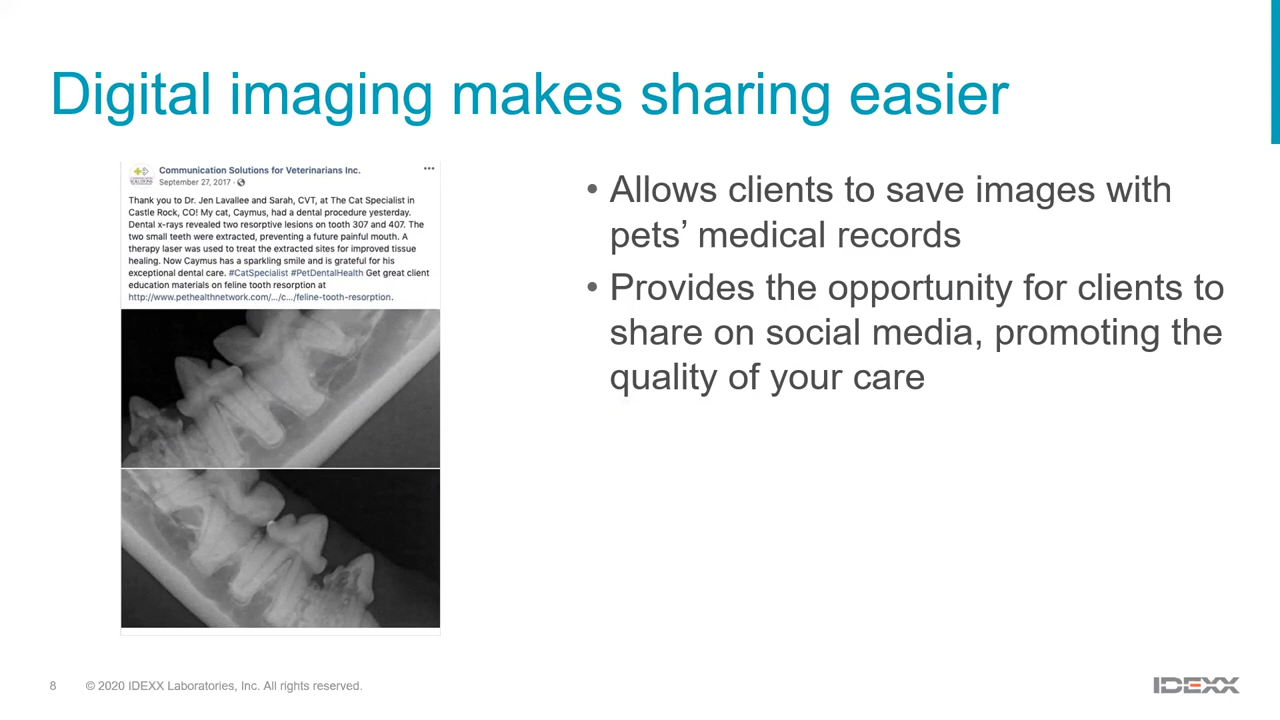 Digital imaging makes sharing easier
Communication Solutions for Veterinarians Inc.
September 27, 2017 ·
Thank you to Dr. Jen Lavallee and Sarah, CVT, at The Cat Specialist in
Castle Rock, CO! My cat, Caymus, had a dental procedure yesterday.
Dental x-rays revealed two resorptive lesions on tooth 307 and 407. The
two small teeth were extracted, preventing a future painful mouth. A
therapy laser was used to treat the extracted sites for improved tissue
healing. Now Caymus has a sparkling smile and is grateful for his
exceptional dental care. #CatSpecialist #PetDentalHealth Get great client
education materials on feline tooth resorption at
http://www.pethealthnetwork.com/.../c.../feline-tooth-resorption.
• Allows clients to save images with
pets’ medical records
• Provides the opportunity for clients to
share on social media, promoting the
quality of your care
8 © 2020 IDEXX Laboratories, Inc. All rights reserved.
IDEXX